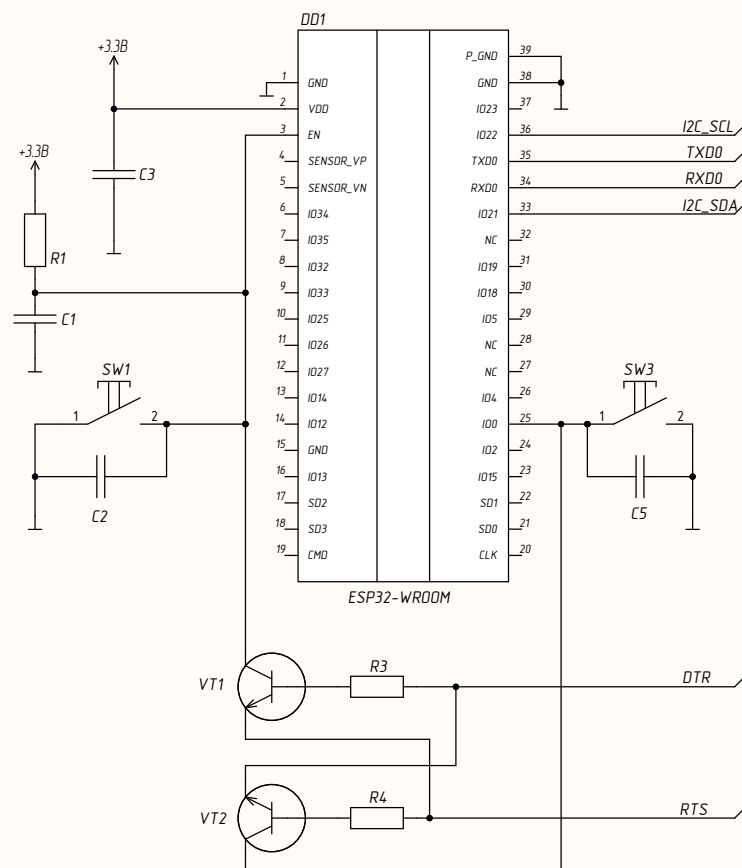 DD1
+3.3В
1 GND
2 VDD
3 EN
4 SENSOR_VP
5 SENSOR_VN
6 IO34
7 IO35
8 IO32
9 IO33
10 IO25
11 IO26
12 IO27
13 IO14
14 IO12
15 GND
16 IO13
17 SD2
18 SD3
19 CMD
P_GND 39
GND 38
IO23 37
IO22 36 I2C_SCL
TXD0 35 TXD0
RXD0 34 RXD0
IO21 33 I2C_SDA
NC 32
IO19 31
IO18 30
IO5 29
NC 28
NC 27
IO4 26
IO0 25
IO2 24
IO15 23
SD1 22
SD0 21
CLK 20
ESP32-WROOM
C3
+3.3В
R1
C1
SW1
1 2
C2
SW3
1 2
C5
VT1 R3 DTR
VT2 R4 RTS